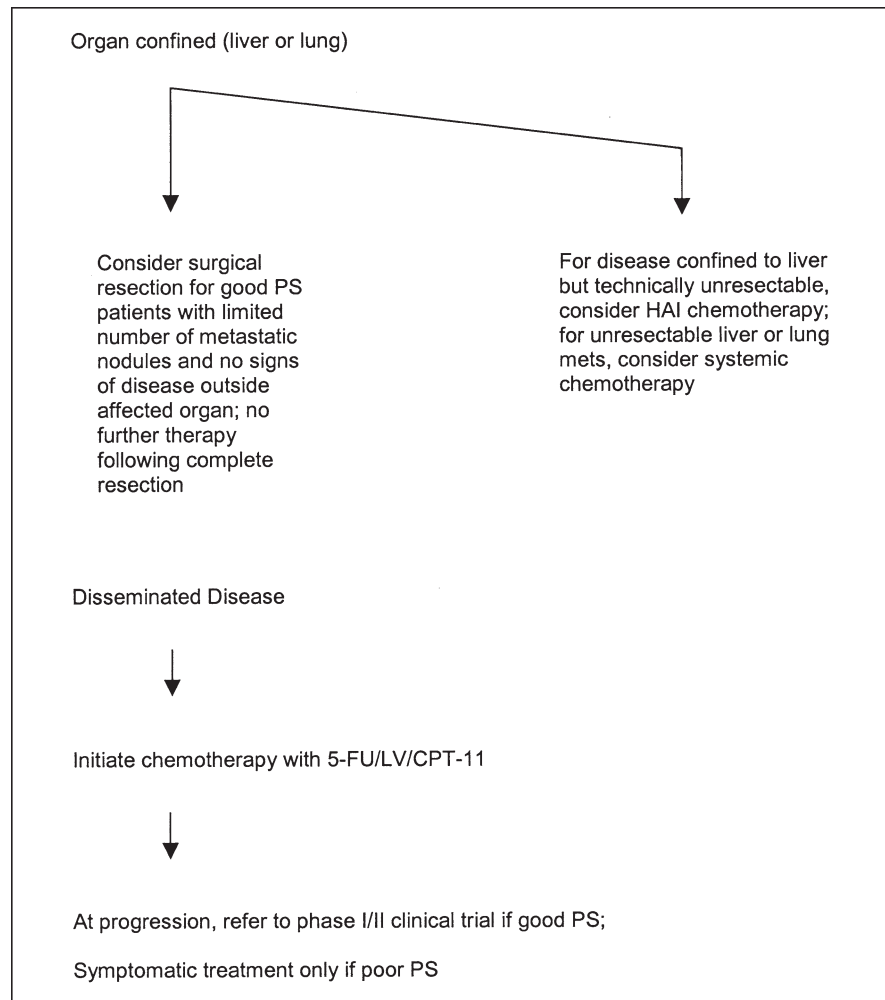 Organ confined (liver or lung)
Consider surgical
resection for good PS
patients with limited
number of metastatic
nodules and no signs
of disease outside
affected organ; no
further therapy
following complete
resection
For disease confined to liver
but technically unresectable,
consider HAI chemotherapy;
for unresectable liver or lung
mets, consider systemic
chemotherapy
Disseminated Disease
Initiate chemotherapy with 5-FU/LV/CPT-11
At progression, refer to phase I/II clinical trial if good PS;
Symptomatic treatment only if poor PS